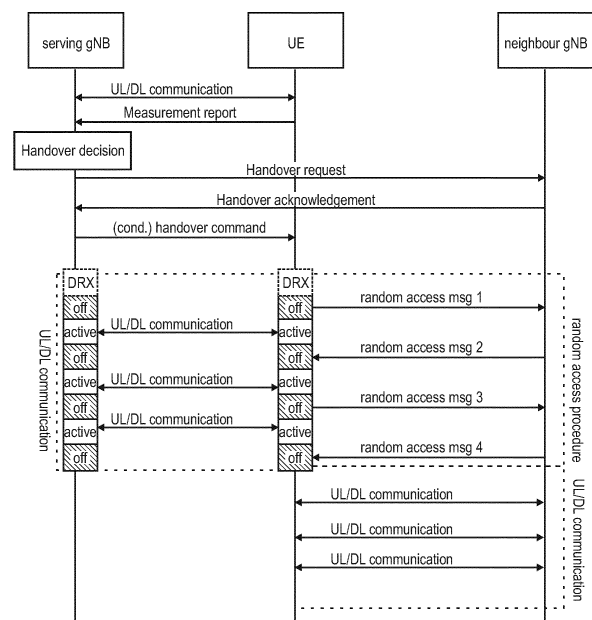 serving gNB
UE
neighbour gNB
UL/DL communication
Measurement report
Handover decision
Handover request
Handover acknowledgement
(cond.) handover command
DRX
DRX
off
off
random access msg 1
active
UL/DL communication
active
off
off
random access msg 2
active
UL/DL communication
active
off
off
random access msg 3
active
UL/DL communication
active
off
off
random access msg 4
UL/DL communication
random access procedure
UL/DL communication
UL/DL communication
UL/DL communication
UL/DL communication